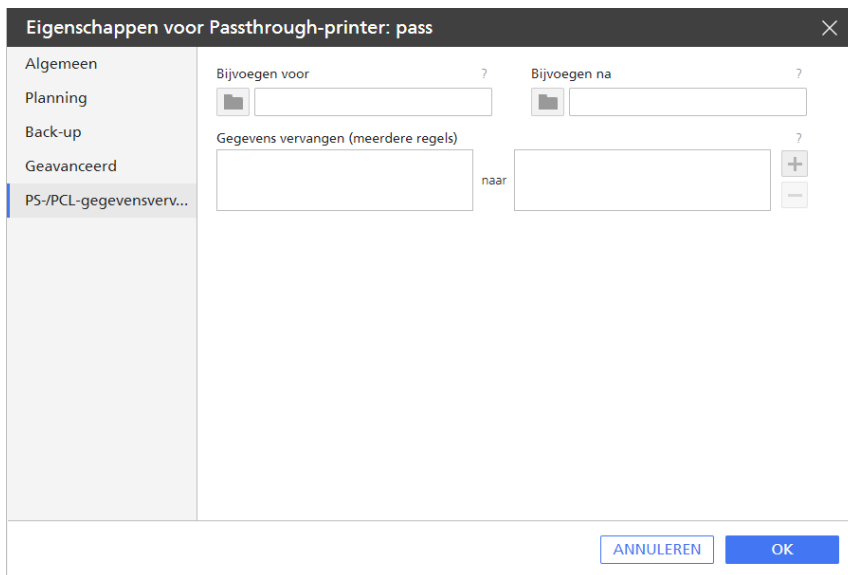 Eigenschappen voor Passthrough-printer: pass
Algemeen
Planning
Back-up
Geavanceerd
PS-/PCL-gegevensverv...
Bijvoegen voor ?
Bijvoegen na ?
Gegevens vervangen (meerdere regels) ?
naar
ANNULEREN
OK